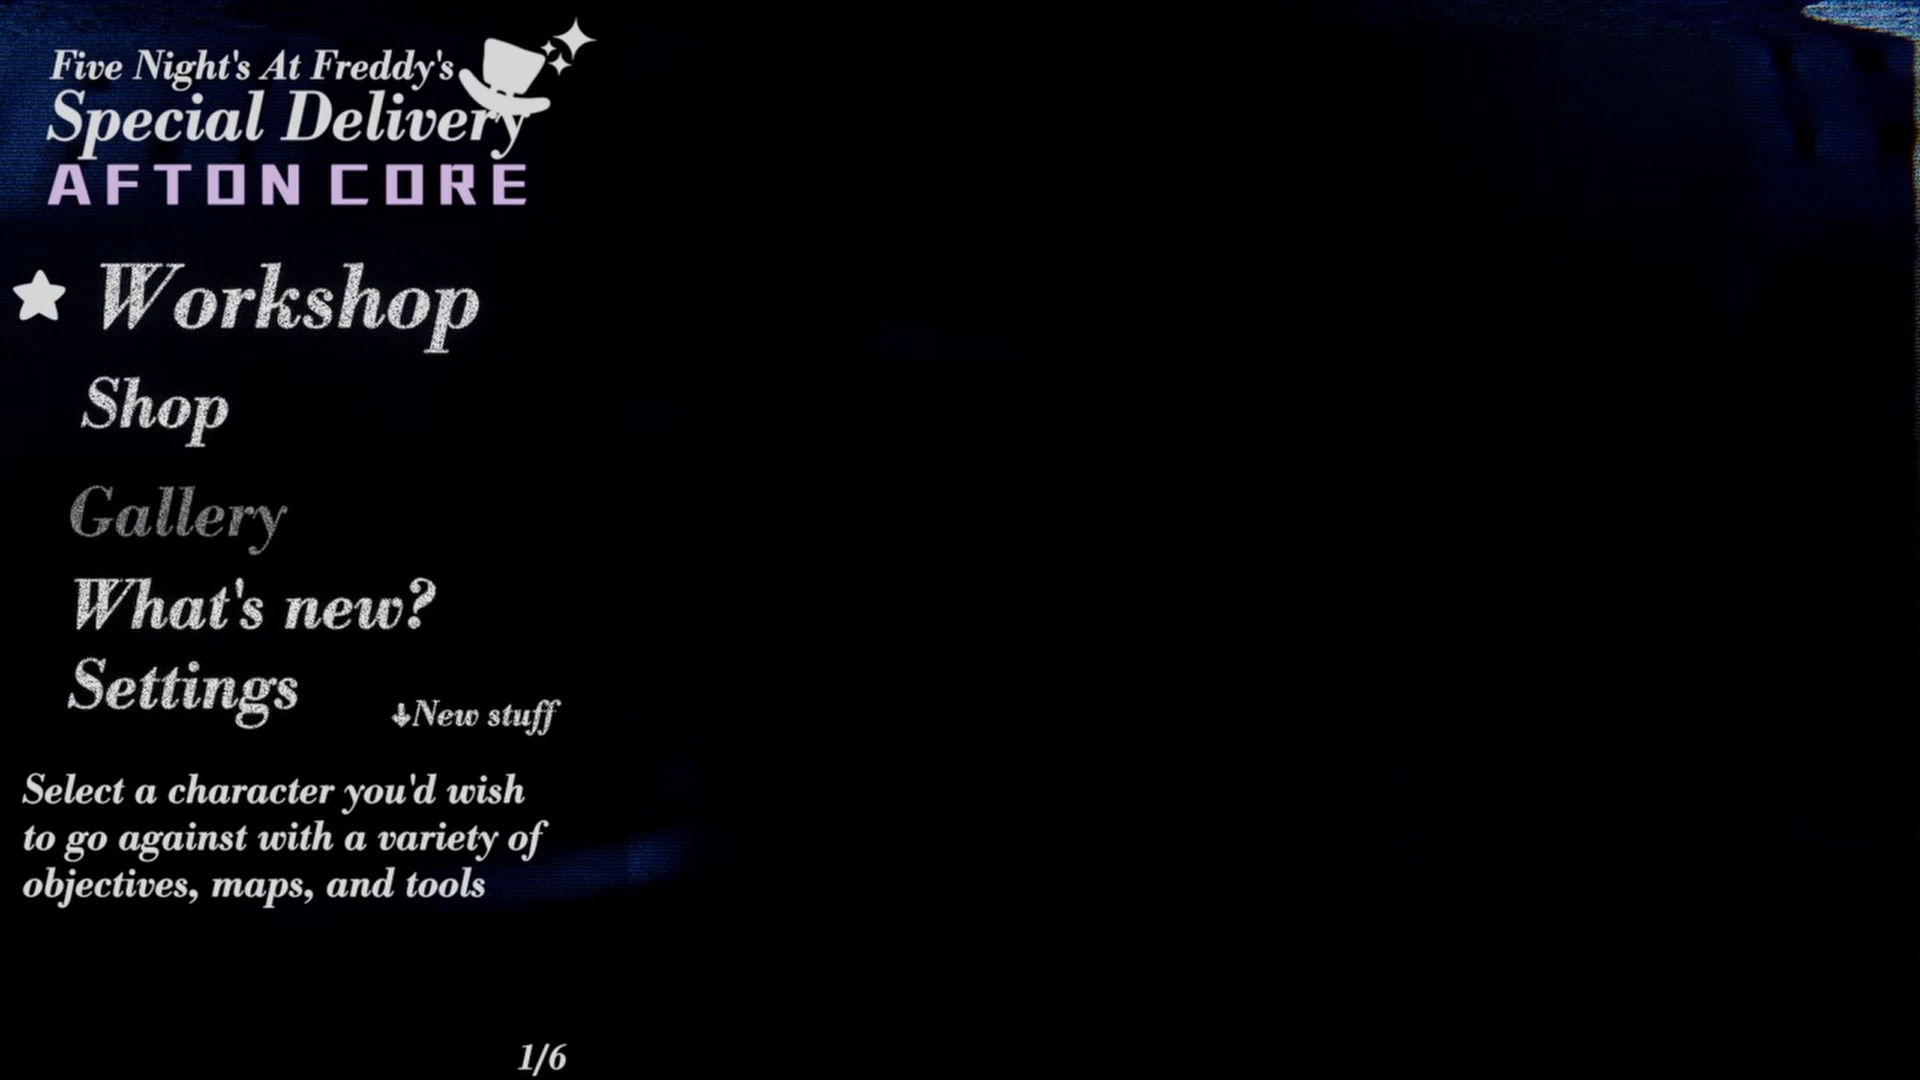 Five Night's At Freddy's
Special Delivery
AFTON CORE
Workshop
Shop
Gallery
What's new?
Settings
↓New stuff
Select a character you'd wish
to go against with a variety of
objectives, maps, and tools
1/6